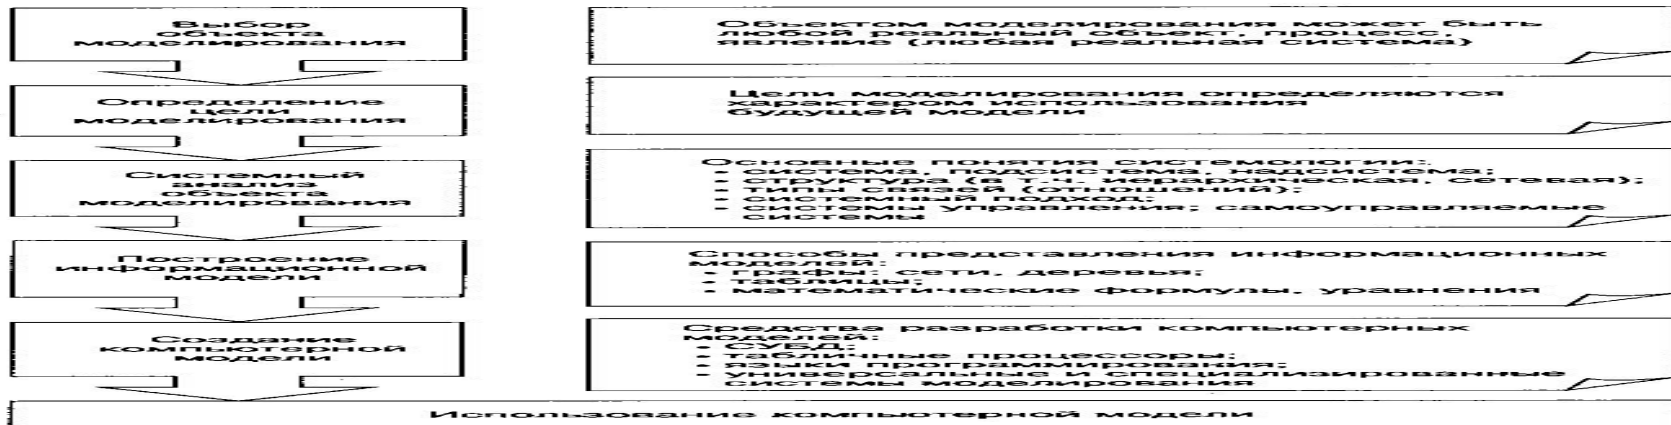 Выбор
объекта
моделирования
Объектом моделирования может быть
любой реальный объект, процесс,
явление (любая реальная система)
Определение
цели
моделирования
Цели моделирования определяются
характером использования
будущей модели
Системный
анализ
объекта
моделирования
Основные понятия системологии:
• система, подсистема, надсистема;
• структура (в т.ч. иерархическая, сетевая);
• типы связей (отношений);
• системный подход;
• системы управления; самоуправляемые
системы
Построение
информационной
модели
Способы представления информационных
моделей:
• графы: сети, деревья;
• таблицы;
• математические формулы, уравнения
Создание
компьютерной
модели
Средства разработки компьютерных
моделей:
• СУБД;
• табличные процессоры;
• языки программирования;
• универсальные и специализированные
системы моделирования
Использование компьютерной модели